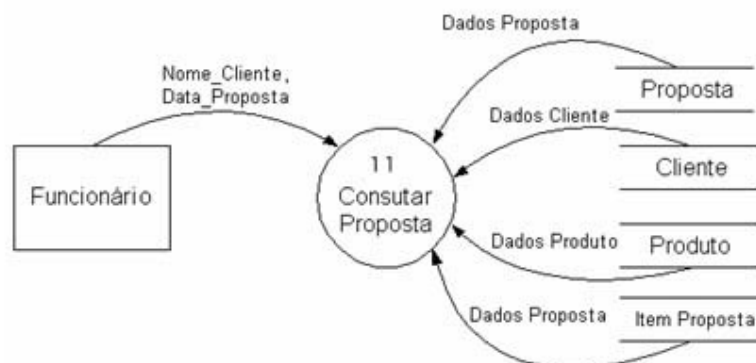 Dados Proposta
Nome_Cliente,
Data_Proposta
Proposta
Dados Cliente
11
Consutar
Proposta
Funcionário
Cliente
Dados Produto
Produto
Dados Proposta
Item Proposta